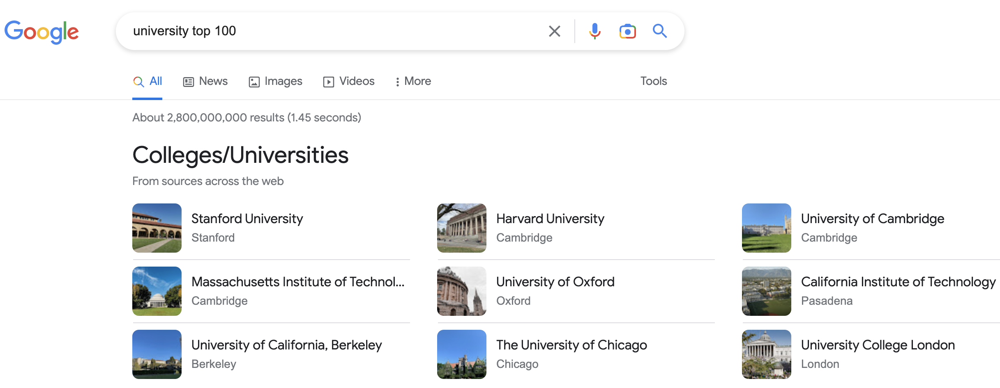 Google
university top 100
All News Images Videos More Tools
About 2,800,000,000 results (1.45 seconds)
Colleges/Universities
From sources across the web
Stanford University
Stanford
Harvard University
Cambridge
University of Cambridge
Cambridge
Massachusetts Institute of Technol...
Cambridge
University of Oxford
Oxford
California Institute of Technology
Pasadena
University of California, Berkeley
Berkeley
The University of Chicago
Chicago
University College London
London